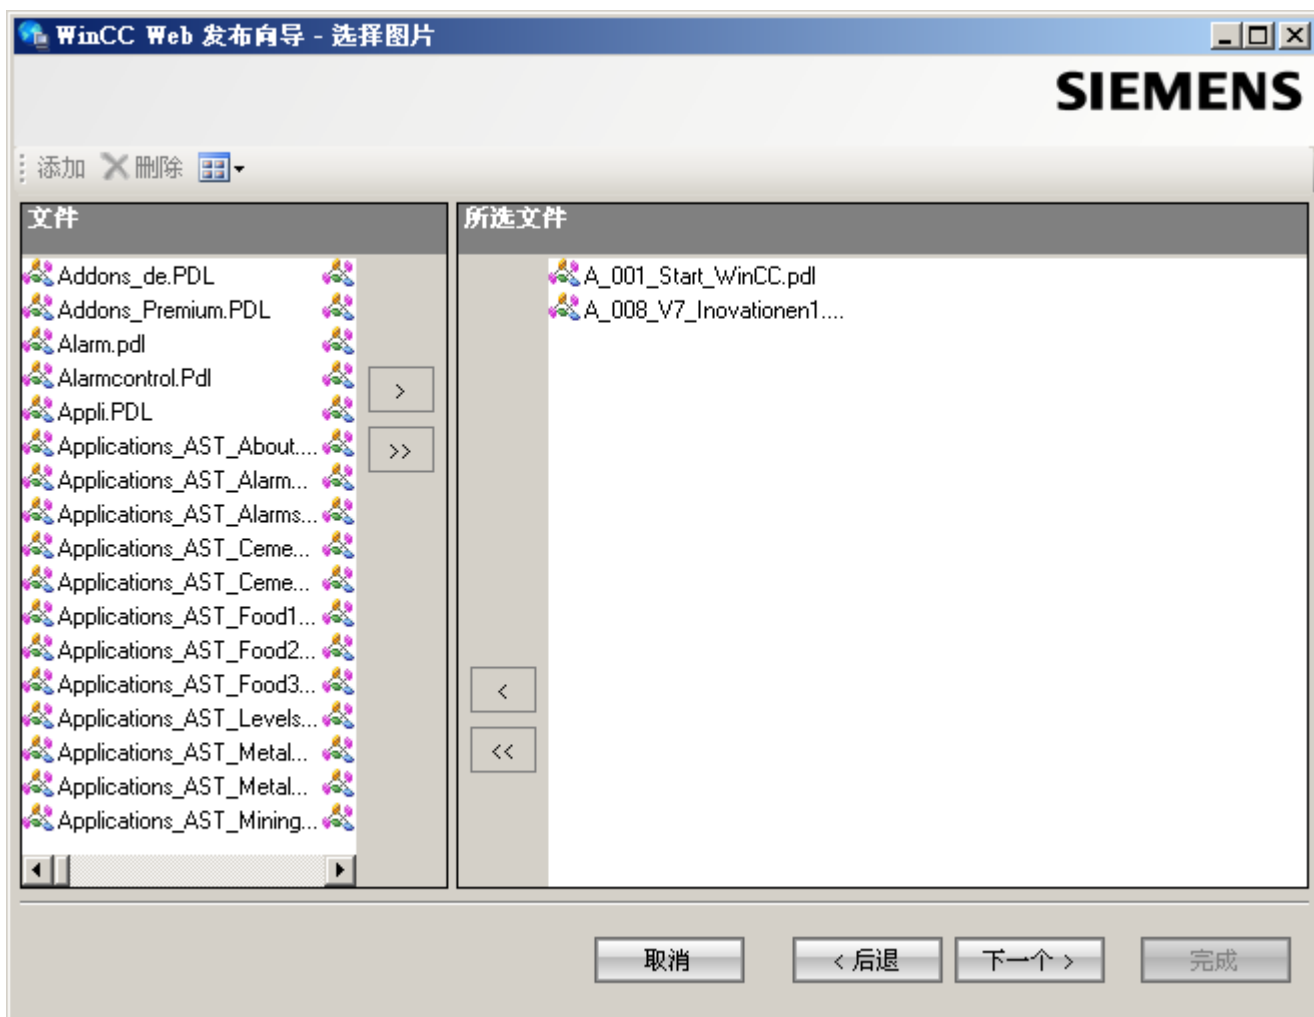 WinCC Web 发布向导 - 选择图片
SIEMENS
添加 删除
文件
Addons_de.PDL
Addons_Premium.PDL
Alarm.pdl
Alarmcontrol.Pdl
Appli.PDL
Applications_AST_About....
Applications_AST_Alarm...
Applications_AST_Alarms...
Applications_AST_Ceme...
Applications_AST_Ceme...
Applications_AST_Food1...
Applications_AST_Food2...
Applications_AST_Food3...
Applications_AST_Levels...
Applications_AST_Metal...
Applications_AST_Metal...
Applications_AST_Mining...
>
>>
所选文件
A_001_Start_WinCC.pdl
A_008_V7_Inovationen1....
<
<<
取消 < 后退 下一个 > 完成